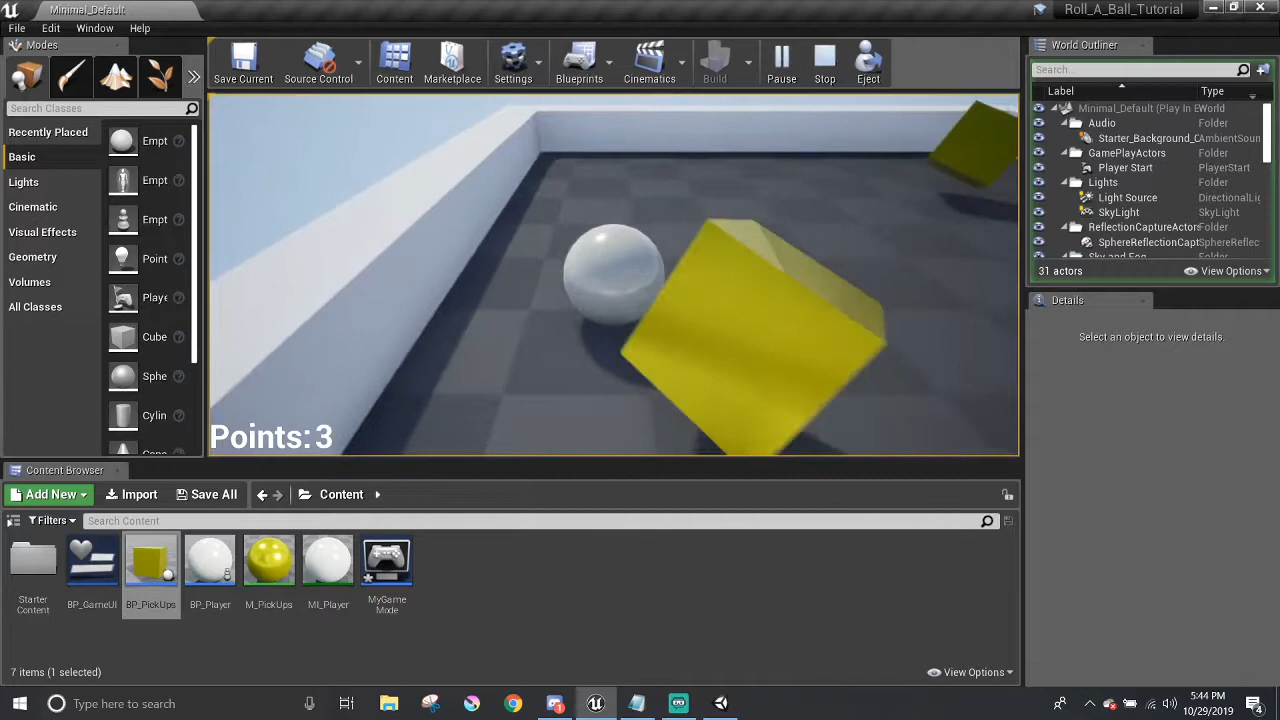 Minimal_Default
Roll_A_Ball_Tutorial
File Edit Window Help
Modes
Search Classes
Recently Placed
Basic
Lights
Cinematic
Visual Effects
Geometry
Volumes
All Classes
Empt
Empt
Empt
Point
Playe
Cube
Sphe
Cylin
Save Current
Source Control
Content
Marketplace
Settings
Blueprints
Cinematics
Build
Pause
Stop
Eject
Points: 3
World Outliner
Search...
Label Type
Minimal_Default (Play In E World
Audio Folder
Starter_Background_C AmbientSoun
GamePlayActors Folder
Player Start PlayerStart
Lights Folder
Light Source DirectionalLi
SkyLight SkyLight
ReflectionCaptureActors Folder
SphereReflectionCapt SphereReflec
Sky and Fog Folder
31 actors
View Options
Details
Select an object to view details.
Content Browser
Add New Import Save All Content
Filters Search Content
Starter Content
BP_GameUI
BP_PickUps
BP_Player
M_PickUps
MI_Player
MyGame Mode
7 items (1 selected)
View Options
Type here to search
5:44 PM
10/29/2019